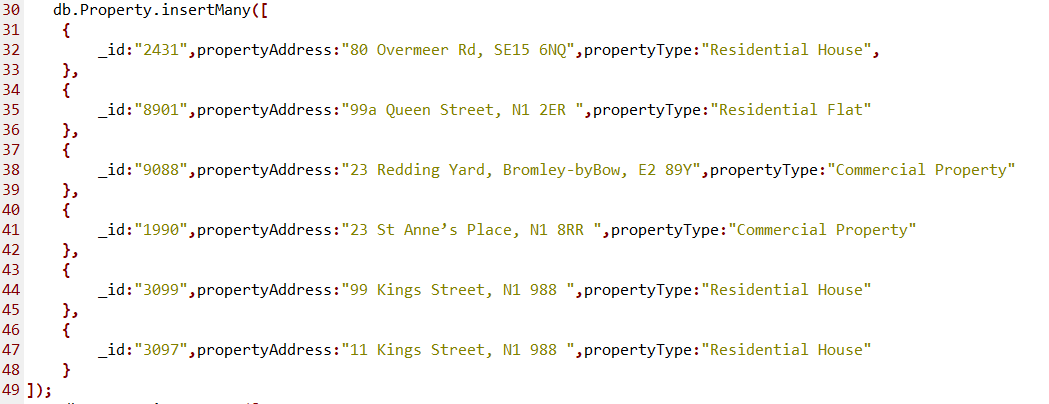 30 db.Property.insertMany([
31 {
32 _id:"2431",propertyAddress:"80 Overmeer Rd, SE15 6NQ",propertyType:"Residential House",
33 },
34 {
35 _id:"8901",propertyAddress:"99a Queen Street, N1 2ER ",propertyType:"Residential Flat"
36 },
37 {
38 _id:"9088",propertyAddress:"23 Redding Yard, Bromley-byBow, E2 89Y",propertyType:"Commercial Property"
39 },
40 {
41 _id:"1990",propertyAddress:"23 St Anne’s Place, N1 8RR ",propertyType:"Commercial Property"
42 },
43 {
44 _id:"3099",propertyAddress:"99 Kings Street, N1 988 ",propertyType:"Residential House"
45 },
46 {
47 _id:"3097",propertyAddress:"11 Kings Street, N1 988 ",propertyType:"Residential House"
48 }
49 ]);